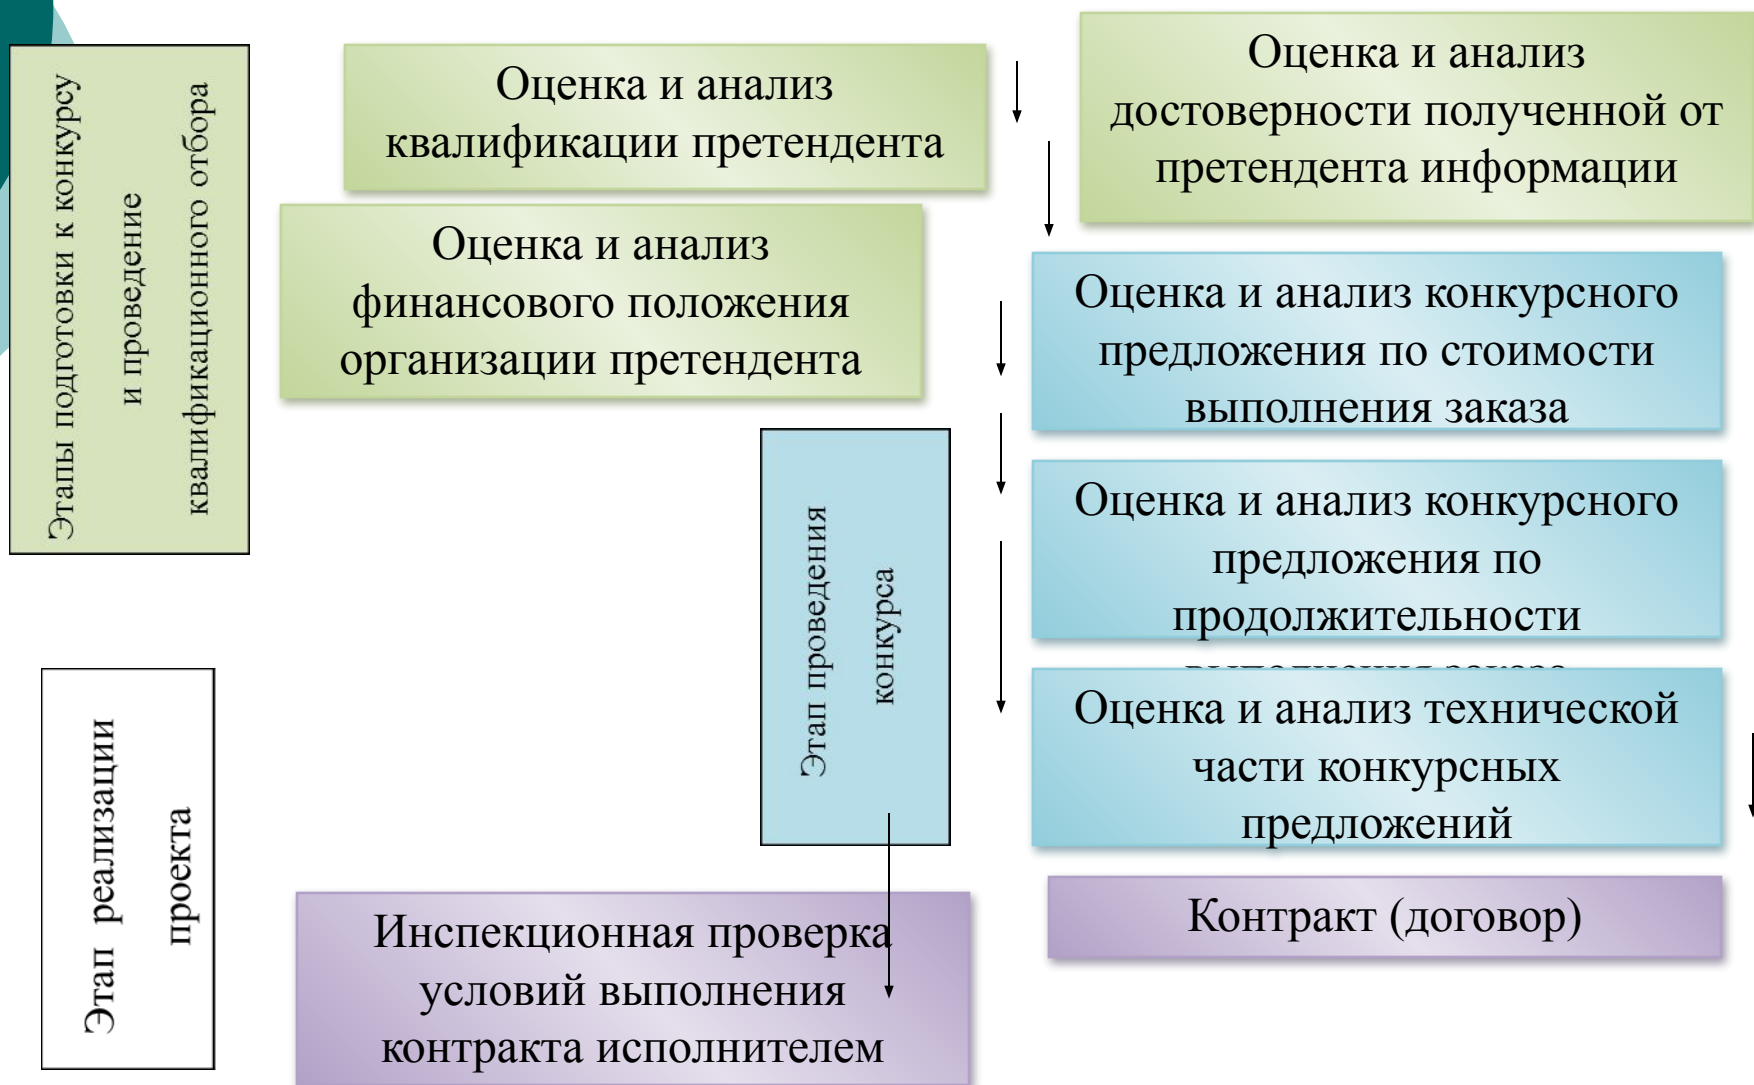 Этапы подготовки к конкурсу
и проведение
квалификационного отбора
Оценка и анализ
квалификации претендента
Оценка и анализ
достоверности полученной от
претендента информации
Оценка и анализ
финансового положения
организации претендента
Этап проведения
конкурса
Оценка и анализ конкурсного
предложения по стоимости
выполнения заказа
Оценка и анализ конкурсного
предложения по
продолжительности
выполнения заказа
Оценка и анализ технической
части конкурсных
предложений
Этап реализации
проекта
Контракт (договор)
Инспекционная проверка
условий выполнения
контракта исполнителем